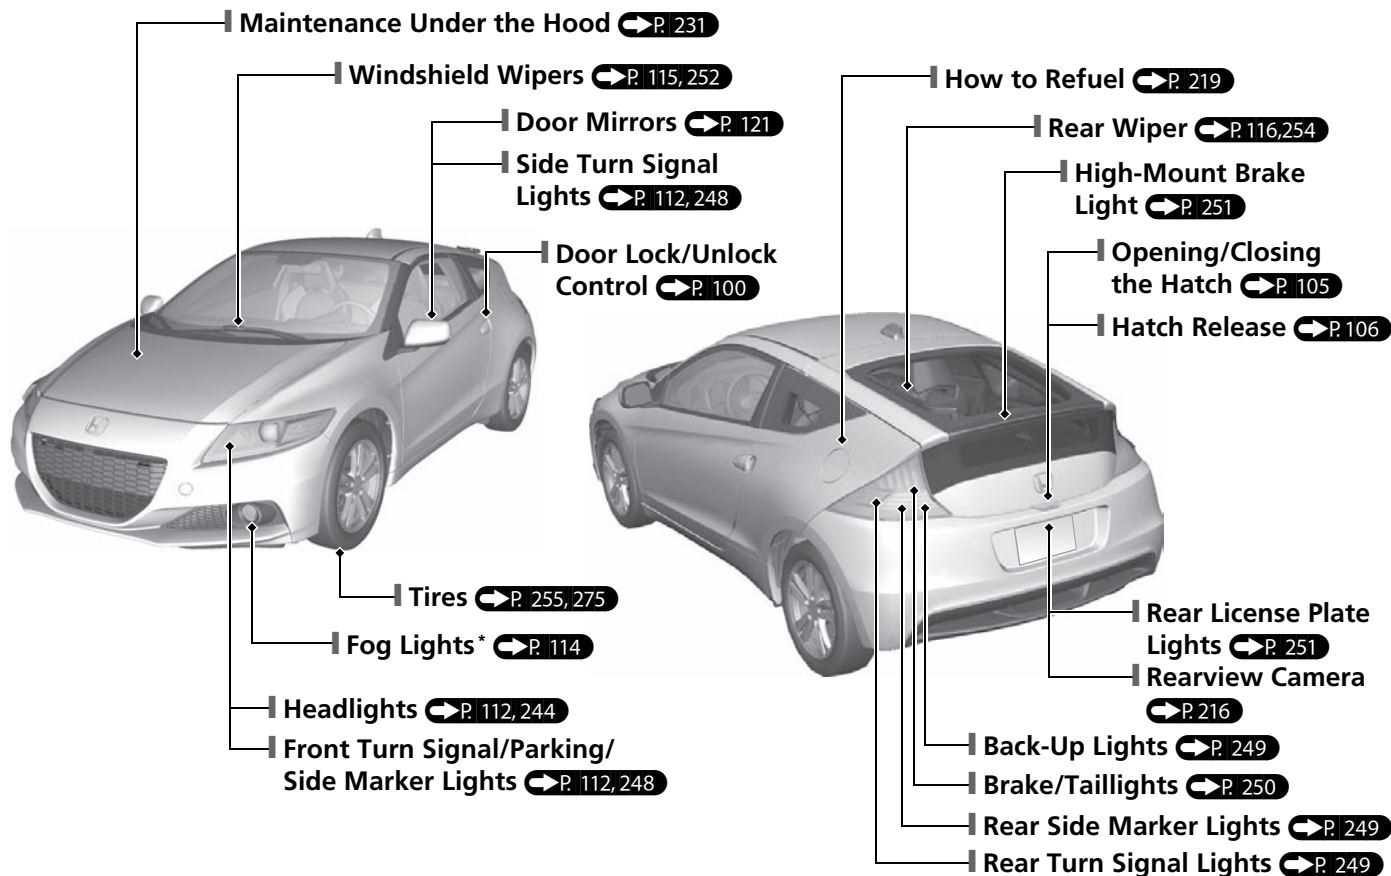 Maintenance Under the Hood P. 231
Windshield Wipers P. 115, 252
Door Mirrors P. 121
Side Turn Signal
Lights P. 112, 248
Door Lock/Unlock
Control P. 100
Tires P. 255, 275
Fog Lights* P. 114
Headlights P. 112, 244
Front Turn Signal/Parking/
Side Marker Lights P. 112, 248
How to Refuel P. 219
Rear Wiper P. 116,254
High-Mount Brake
Light P. 251
Opening/Closing
the Hatch P. 105
Hatch Release P. 106
Rear License Plate
Lights P. 251
Rearview Camera
P. 216
Back-Up Lights P. 249
Brake/Taillights P. 250
Rear Side Marker Lights P. 249
Rear Turn Signal Lights P. 249